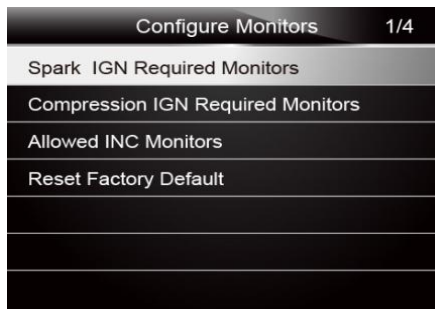 Configure Monitors 1/4
Spark IGN Required Monitors
Compression IGN Required Monitors
Allowed INC Monitors
Reset Factory Default